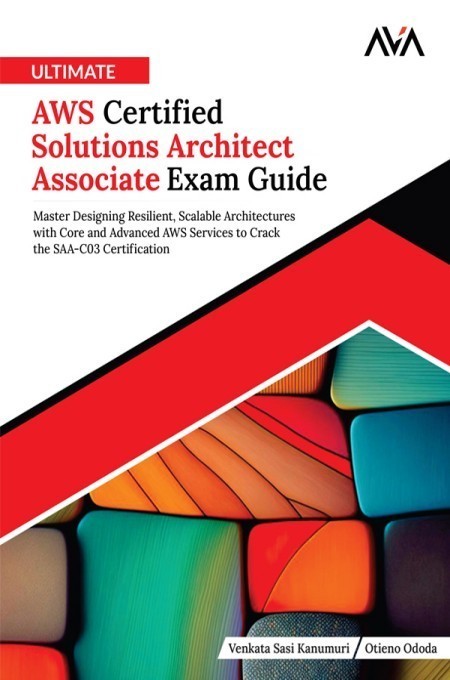 AVA
ULTIMATE
AWS Certified
Solutions Architect
Associate Exam Guide
Master Designing Resilient, Scalable Architectures
with Core and Advanced AWS Services to Crack
the SAA-C03 Certification
Venkata Sasi Kanumuri / Otieno Ododa